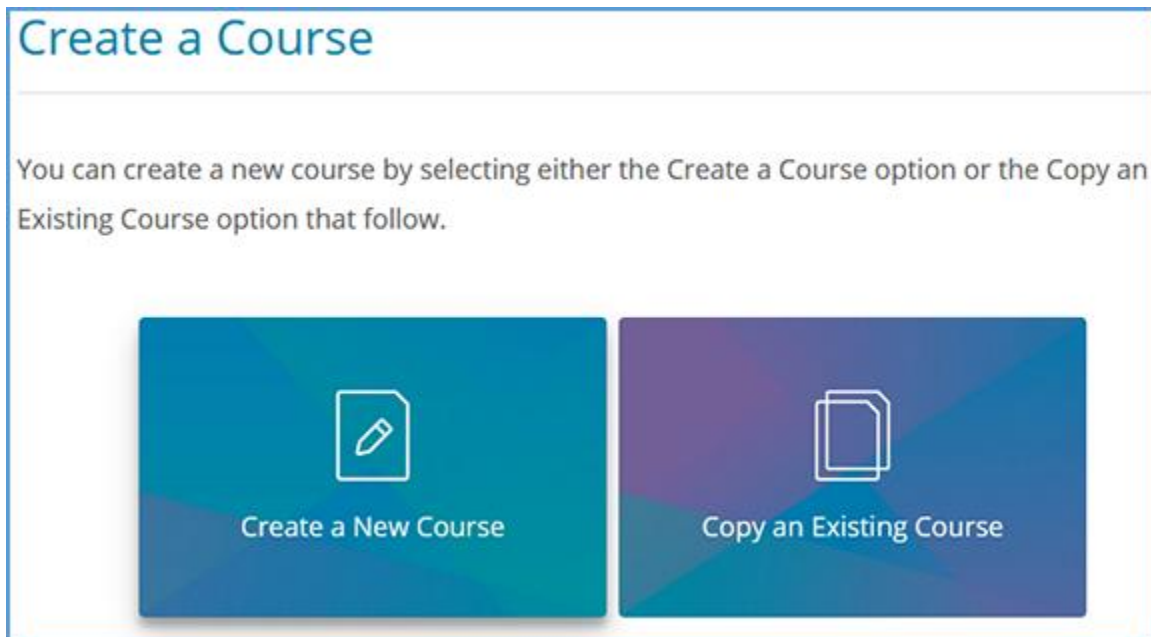 Create a Course
You can create a new course by selecting either the Create a Course option or the Copy an
Existing Course option that follow.
Create a New Course
Copy an Existing Course